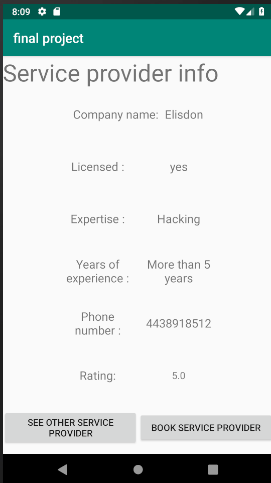 8:09
final project
Service provider info
Company name: Elisdon
Licensed : yes
Expertise : Hacking
Years of More than 5
experience : years
Phone
number : 4438918512
Rating: 5.0
SEE OTHER SERVICE
PROVIDER
BOOK SERVICE PROVIDER